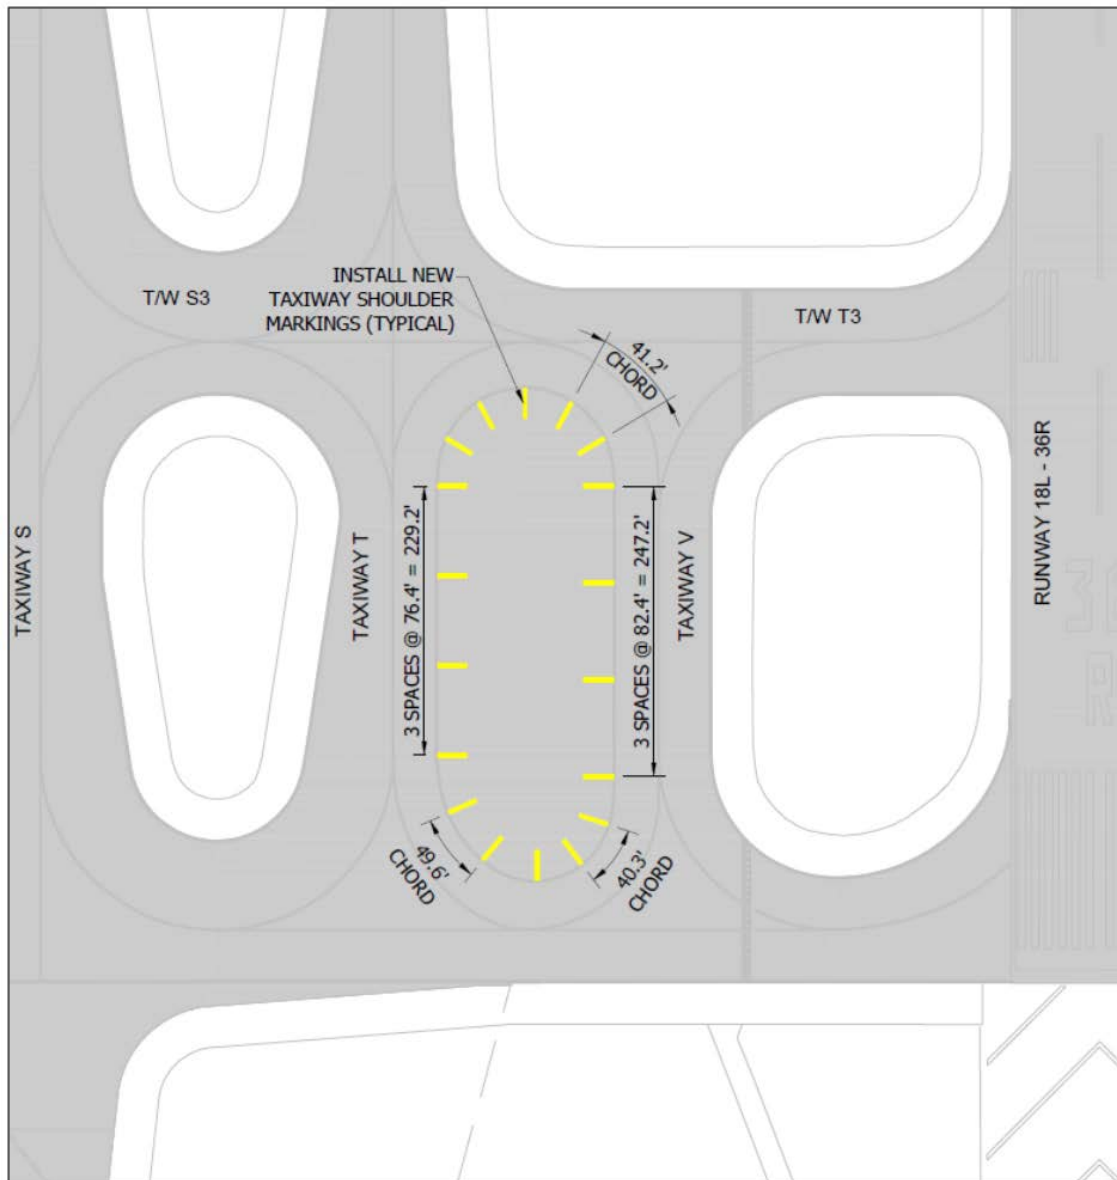 INSTALL NEW
TAXIWAY SHOULDER
MARKINGS (TYPICAL)
T/W S3
T/W T3
41.2'
CHORD
TAXIWAY S
TAXIWAY T
3 SPACES @ 76.4' = 229.2'
3 SPACES @ 82.4' = 247.2'
TAXIWAY V
RUNWAY 18L - 36R
49.6'
CHORD
40.3'
CHORD